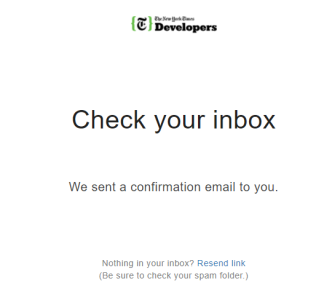 {T} The New York Times
Developers
Check your inbox
We sent a confirmation email to you.
Nothing in your inbox? Resend link
(Be sure to check your spam folder.)